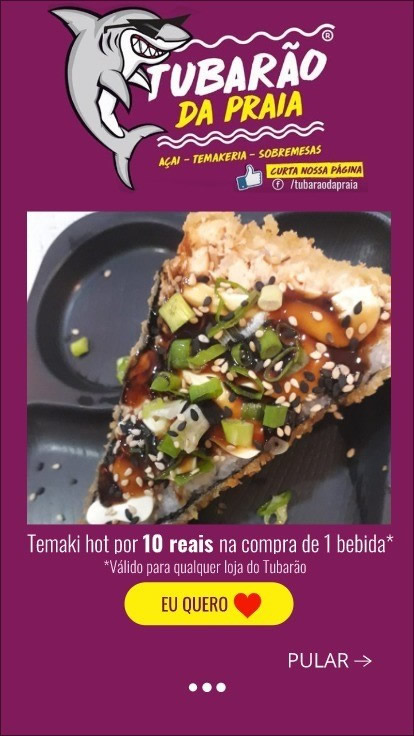 TUBARÃO ®
DA PRAIA
AÇAI - TEMAKERIA - SOBREMESAS
CURTA NOSSA PÁGINA
f /tubaraodapraia
Temaki hot por 10 reais na compra de 1 bebida*
*Válido para qualquer loja do Tubarão
EU QUERO
PULAR →